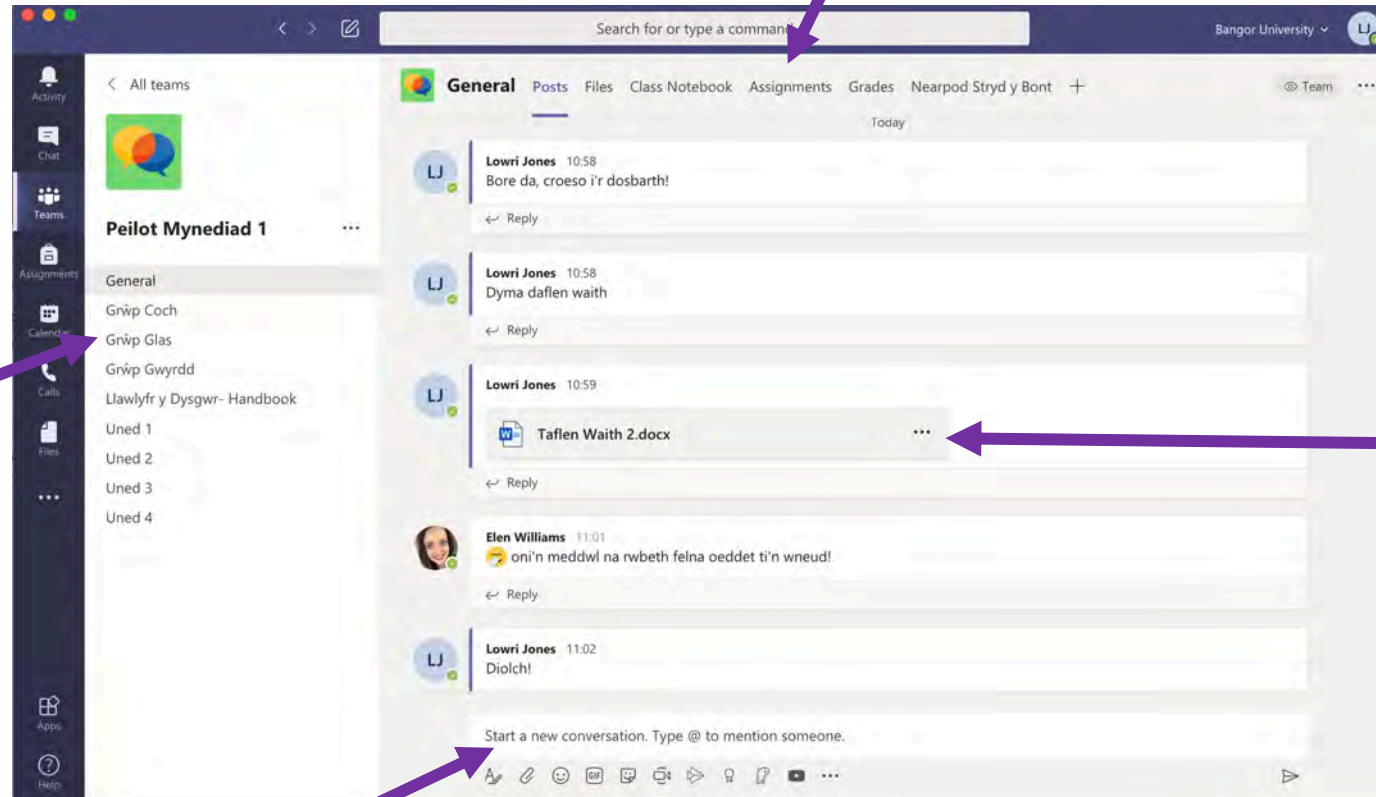 Search for or type a command
Bangor University
LJ
Activity
Chat
Teams
Assignments
Calendar
Calls
Files
Apps
Help
All teams
Peilot Mynediad 1
General
Grŵp Coch
Grŵp Glas
Grŵp Gwyrdd
Llawlyfr y Dysgwr- Handbook
Uned 1
Uned 2
Uned 3
Uned 4
General Posts Files Class Notebook Assignments Grades Nearpod Stryd y Bont + Team
Today
LJ
Lowri Jones 10:58
Bore da, croeso i'r dosbarth!
Reply
LJ
Lowri Jones 10:58
Dyma daflen waith
Reply
LJ
Lowri Jones 10:59
W Taflen Waith 2.docx
Reply
Elen Williams 11:01
oni'n meddwl na rwbeth felna oeddet ti'n wneud!
Reply
LJ
Lowri Jones 11:02
Diolch!
Start a new conversation. Type @ to mention someone.
GIF